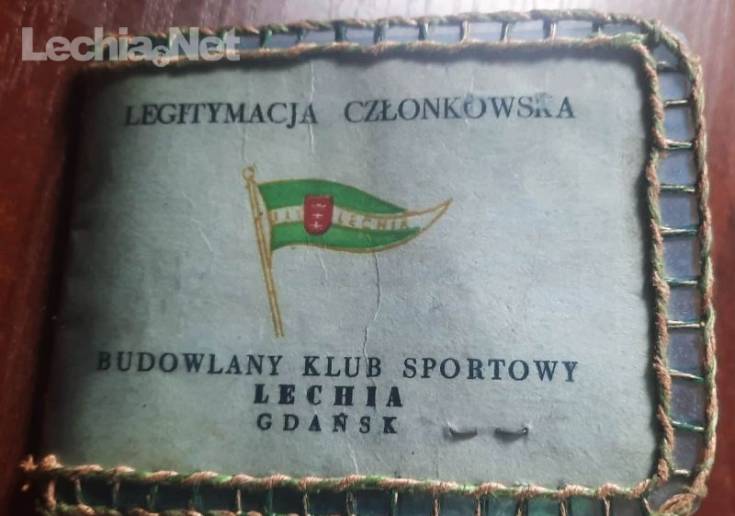 Lechia.Net
LEGITYMACJA CZŁONKOWSKA
LECHIA
BUDOWLANY KLUB SPORTOWY
LECHIA
GDAŃSK